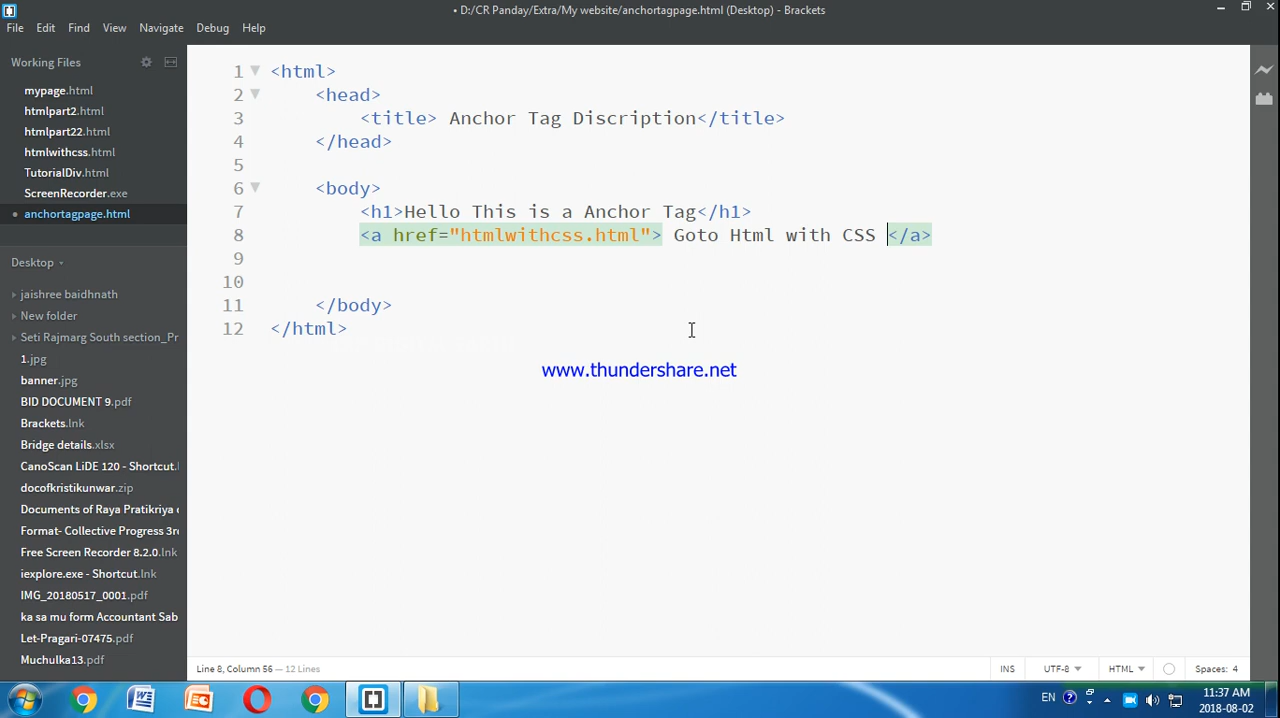 • D:/CR Panday/Extra/My website/anchortagpage.html (Desktop) - Brackets
File Edit Find View Navigate Debug Help
Working Files
mypage.html
htmlpart2.html
htmlpart22.html
htmlwithcss.html
TutorialDiv.html
ScreenRecorder.exe
anchortagpage.html
Desktop
jaishree baidhnath
New folder
Seti Rajmarg South section_Pr
1.jpg
banner.jpg
BID DOCUMENT 9.pdf
Brackets.lnk
Bridge details.xlsx
CanoScan LiDE 120 - Shortcut.
docofkristikunwar.zip
Documents of Raya Pratikriya
Format- Collective Progress 3r
Free Screen Recorder 8.2.0.lnk
iexplore.exe - Shortcut.lnk
IMG_20180517_0001.pdf
ka sa mu form Accountant Sab
Let-Pragari-07475.pdf
Muchulka13.pdf
1 <html>
2 <head>
3 <title> Anchor Tag Discription</title>
4 </head>
5
6 <body>
7 <h1>Hello This is a Anchor Tag</h1>
8 <a href="htmlwithcss.html"> Goto Html with CSS </a>
9
10
11 </body>
12 </html>
www.thundershare.net
Line 8, Column 56 — 12 Lines
INS UTF-8 HTML Spaces: 4
EN 11:37 AM
2018-08-02